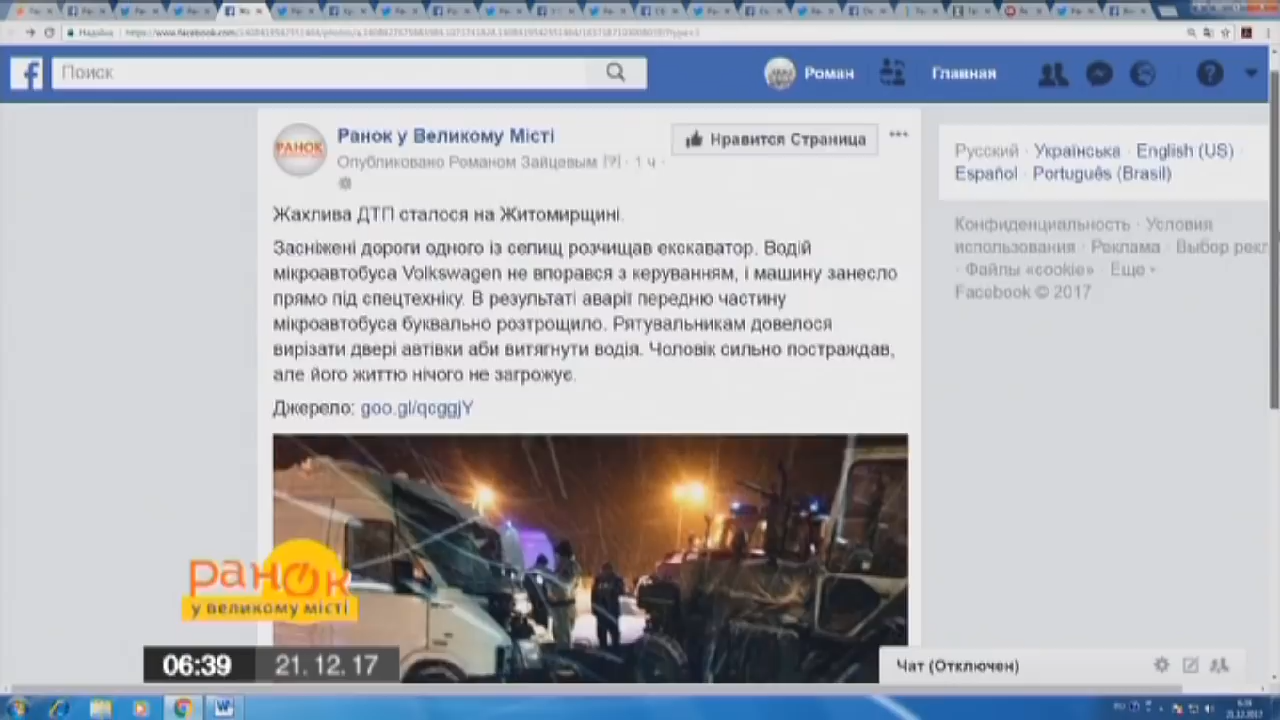 Поиск
Роман
Главная
РАНОК
Ранок у Великому Місті
Нравится Страница
Опубликовано Романом Зайцевым [?] · 1 ч ·
Жахлива ДТП сталося на Житомирщині.
Засніжені дороги одного із селищ розчищав екскаватор. Водій
мікроавтобуса Volkswagen не впорався з керуванням, і машину занесло
прямо під спецтехніку. В результаті аварії передню частину
мікроавтобуса буквально розтрощило. Рятувальникам довелося
вирізати двері автівки аби витягнути водія. Чоловік сильно постраждав,
але його життю нічого не загрожує.
Джерело: goo.gl/qcggjY
Русский · Українська · English (US) ·
Español · Português (Brasil)
Конфиденциальность · Условия
использования · Реклама · Выбор рекл
· Файлы «cookie» · Еще
Facebook © 2017
ранок
у великому місті
06:39 21.12.17
Чат (Отключен)